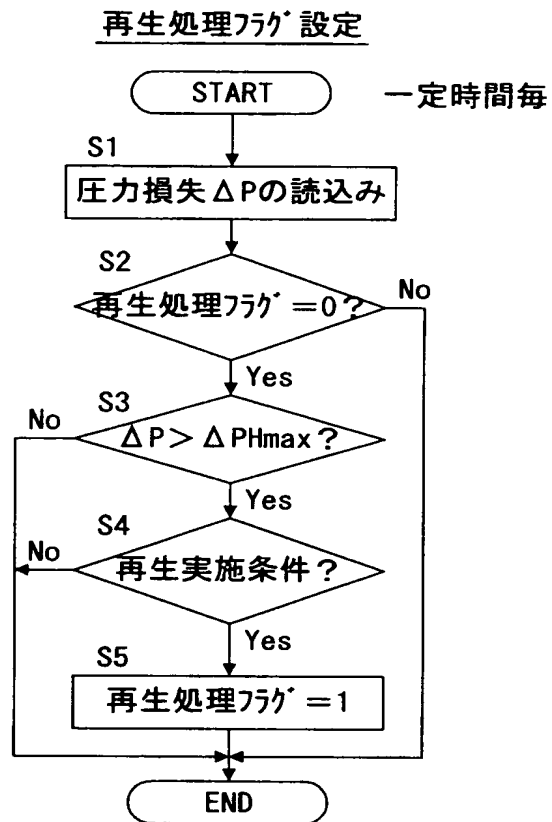 再生処理ﾌﾗｸﾞ設定
START
一定時間毎
S1
圧力損失ΔPの読込み
S2
再生処理ﾌﾗｸﾞ=0?
No
Yes
S3
No
ΔP>ΔPHmax?
Yes
S4
No
再生実施条件?
Yes
S5
再生処理ﾌﾗｸﾞ=1
END